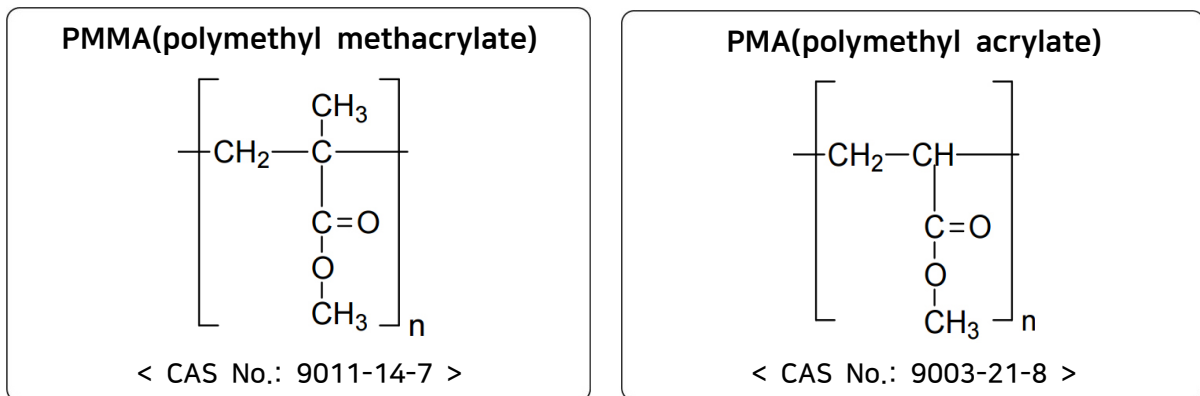 PMMA(polymethyl methacrylate)
CH₃
CH₂—C
C=O
O
CH₃
n
< CAS No.: 9011-14-7 >
PMA(polymethyl acrylate)
CH₂—CH
C=O
O
CH₃
n
< CAS No.: 9003-21-8 >